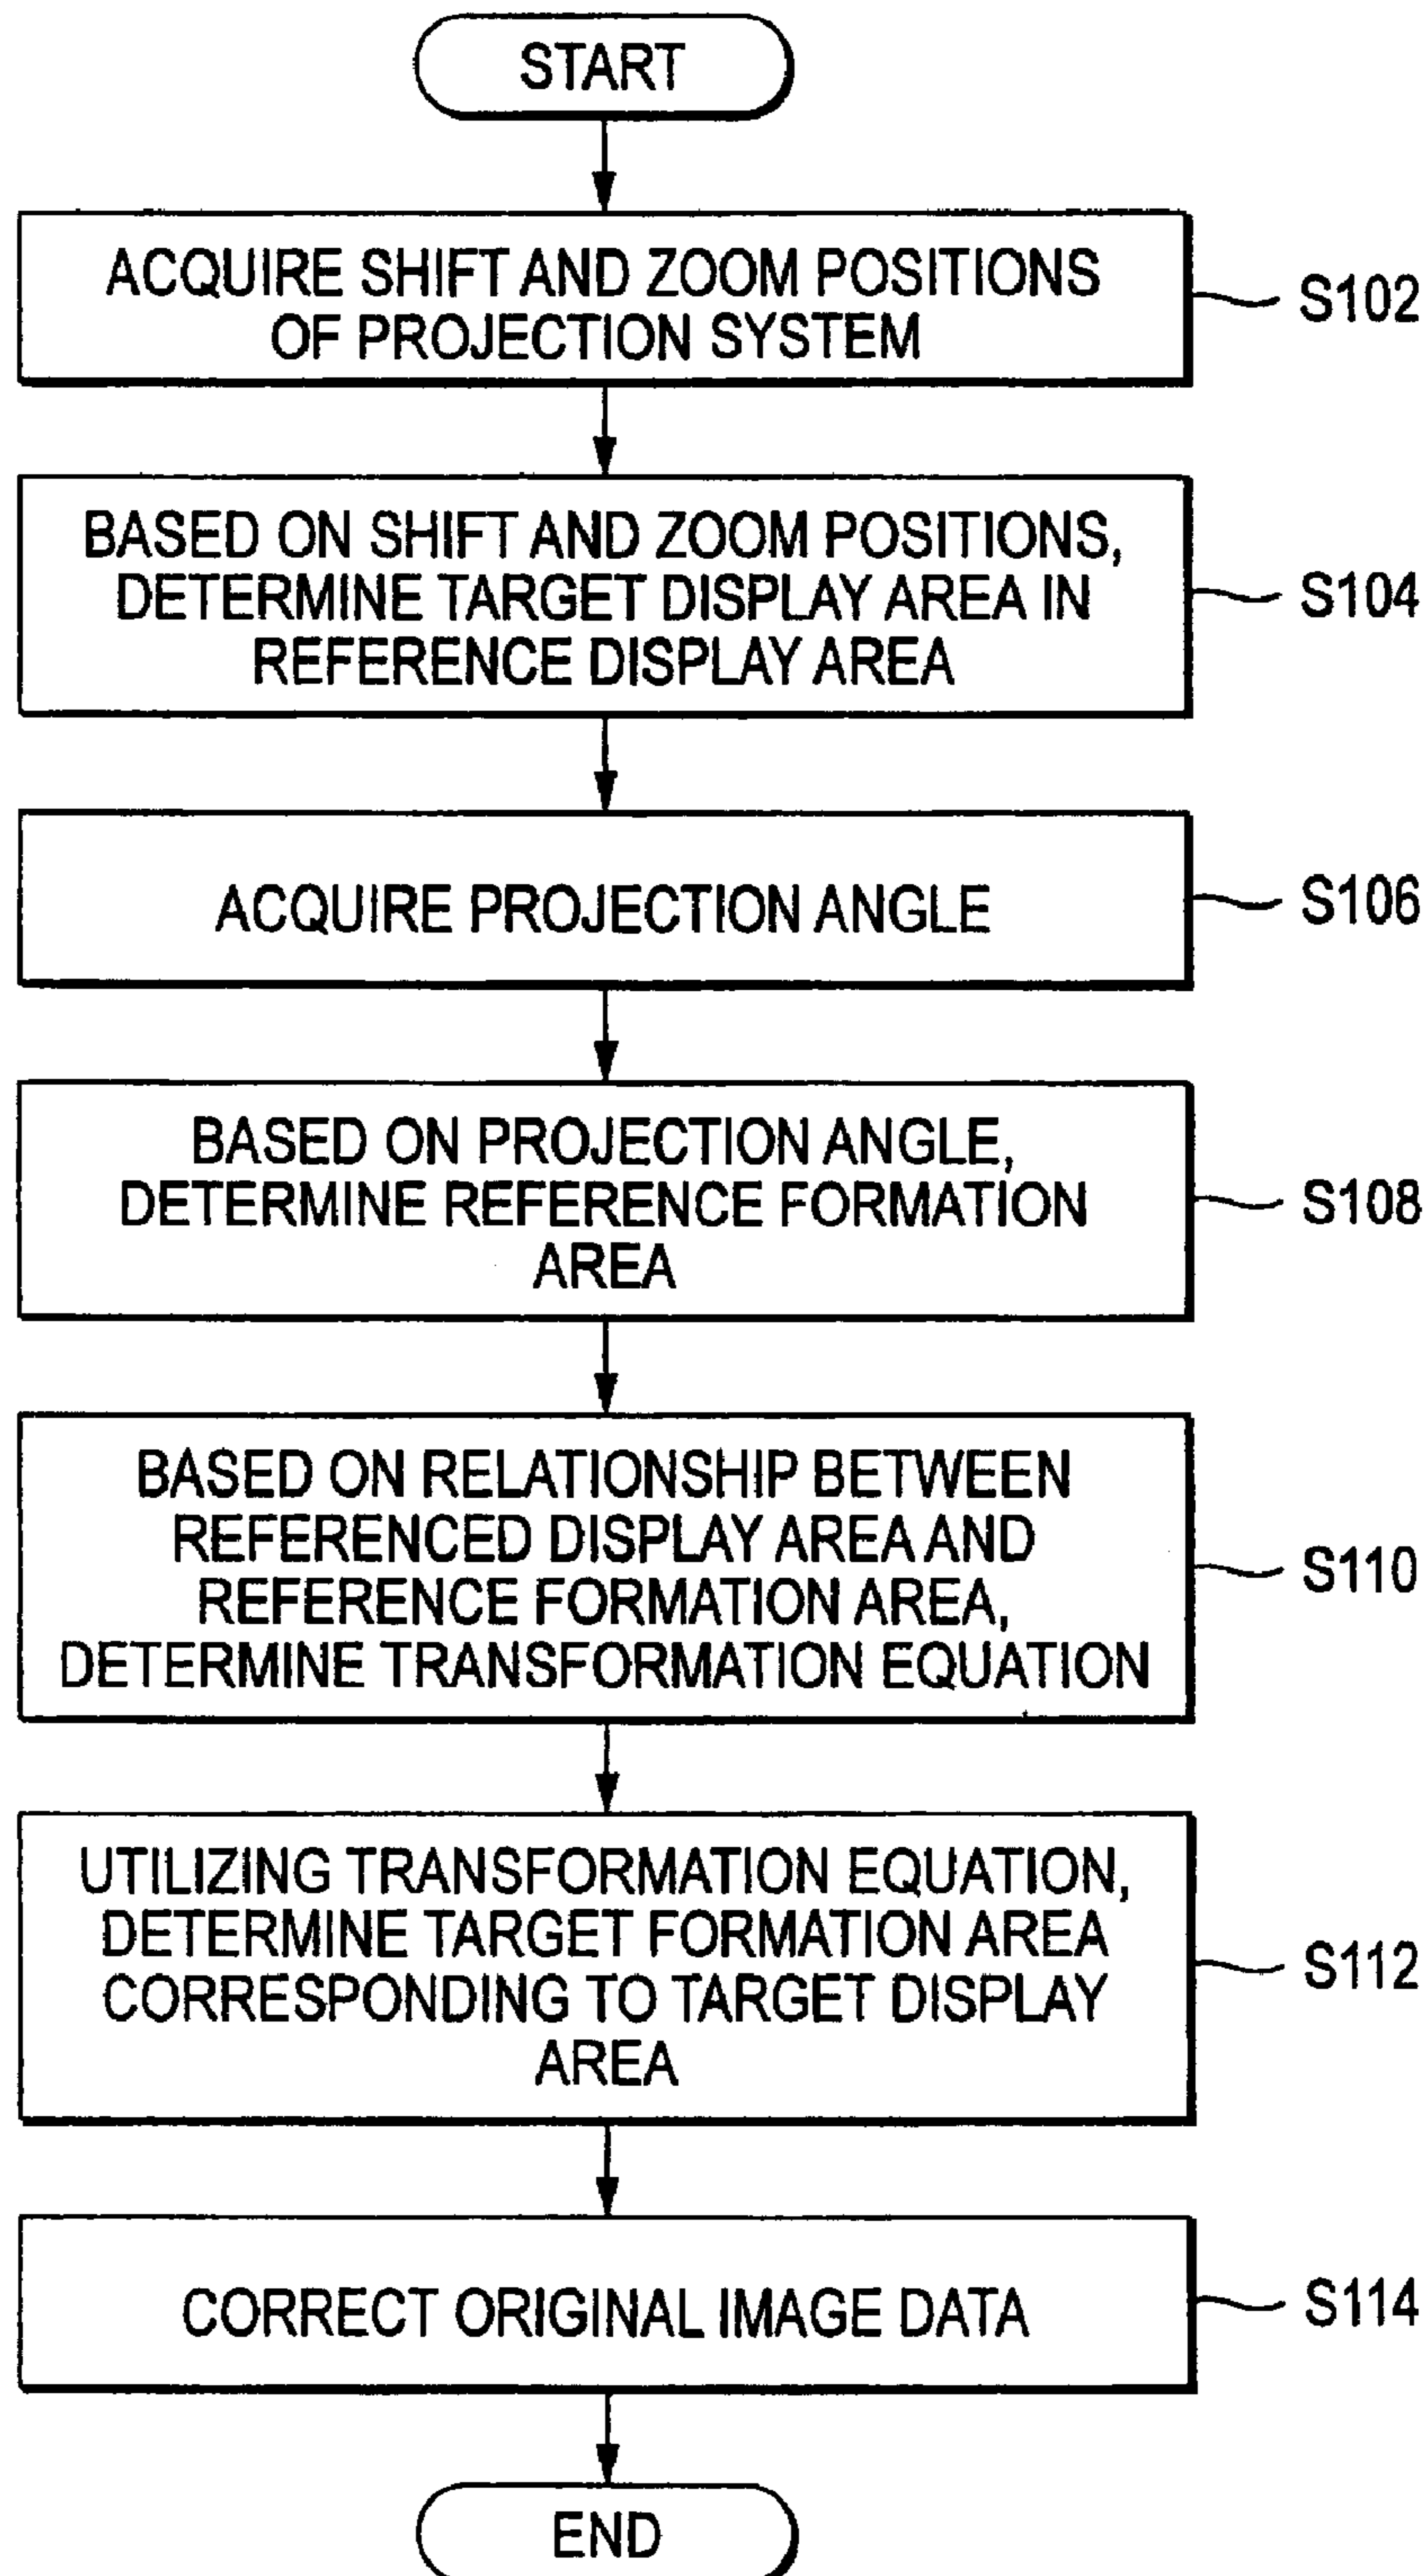 START
ACQUIRE SHIFT AND ZOOM POSITIONS
OF PROJECTION SYSTEM
S102
BASED ON SHIFT AND ZOOM POSITIONS,
DETERMINE TARGET DISPLAY AREA IN
REFERENCE DISPLAY AREA
S104
ACQUIRE PROJECTION ANGLE
S106
BASED ON PROJECTION ANGLE,
DETERMINE REFERENCE FORMATION
AREA
S108
BASED ON RELATIONSHIP BETWEEN
REFERENCED DISPLAY AREA AND
REFERENCE FORMATION AREA,
DETERMINE TRANSFORMATION EQUATION
S110
UTILIZING TRANSFORMATION EQUATION,
DETERMINE TARGET FORMATION AREA
CORRESPONDING TO TARGET DISPLAY
AREA
S112
CORRECT ORIGINAL IMAGE DATA
S114
END